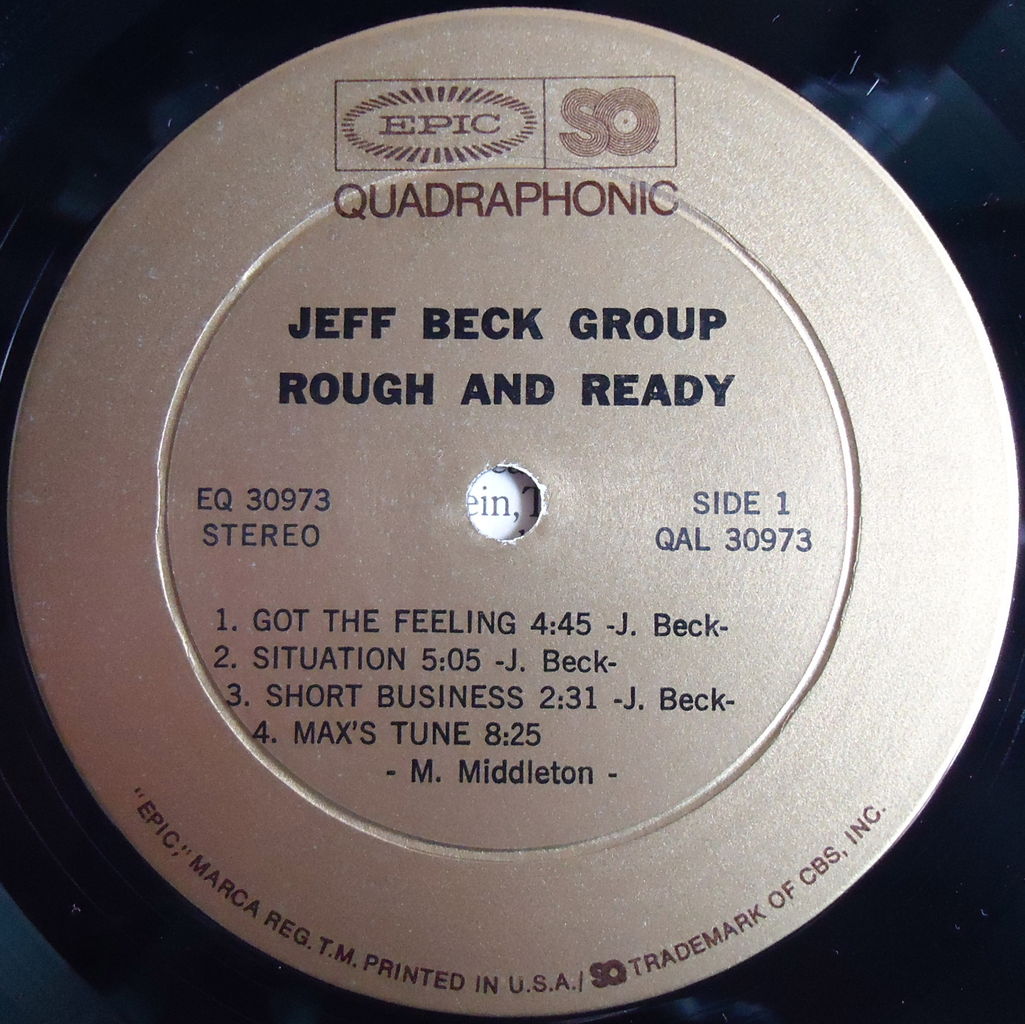 EPIC SQ
QUADRAPHONIC
JEFF BECK GROUP
ROUGH AND READY
EQ 30973
STEREO
ein,
SIDE 1
QAL 30973
1. GOT THE FEELING 4:45 -J. Beck-
2. SITUATION 5:05 -J. Beck-
3. SHORT BUSINESS 2:31 -J. Beck-
4. MAX'S TUNE 8:25
- M. Middleton -
"EPIC," MARCA REG. T.M. PRINTED IN U.S.A./ SQ TRADEMARK OF CBS, INC.